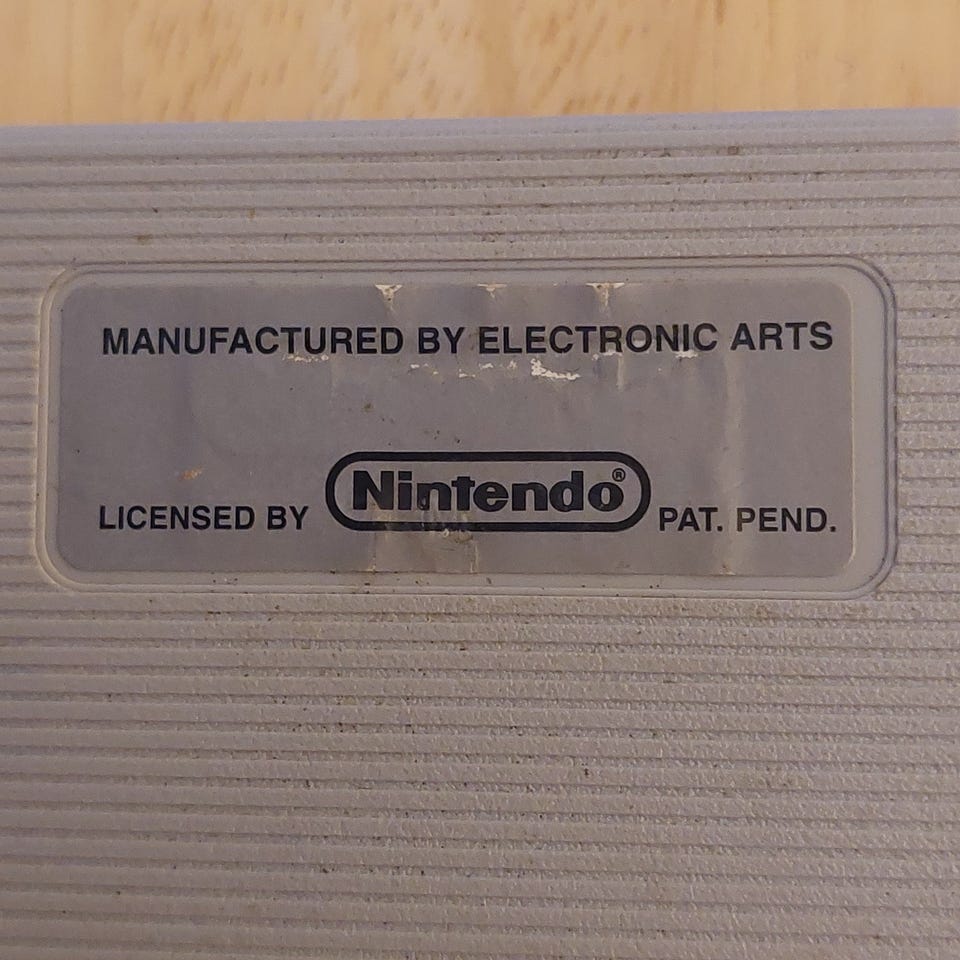 MANUFACTURED BY ELECTRONIC ARTS
LICENSED BY Nintendo® PAT. PEND.